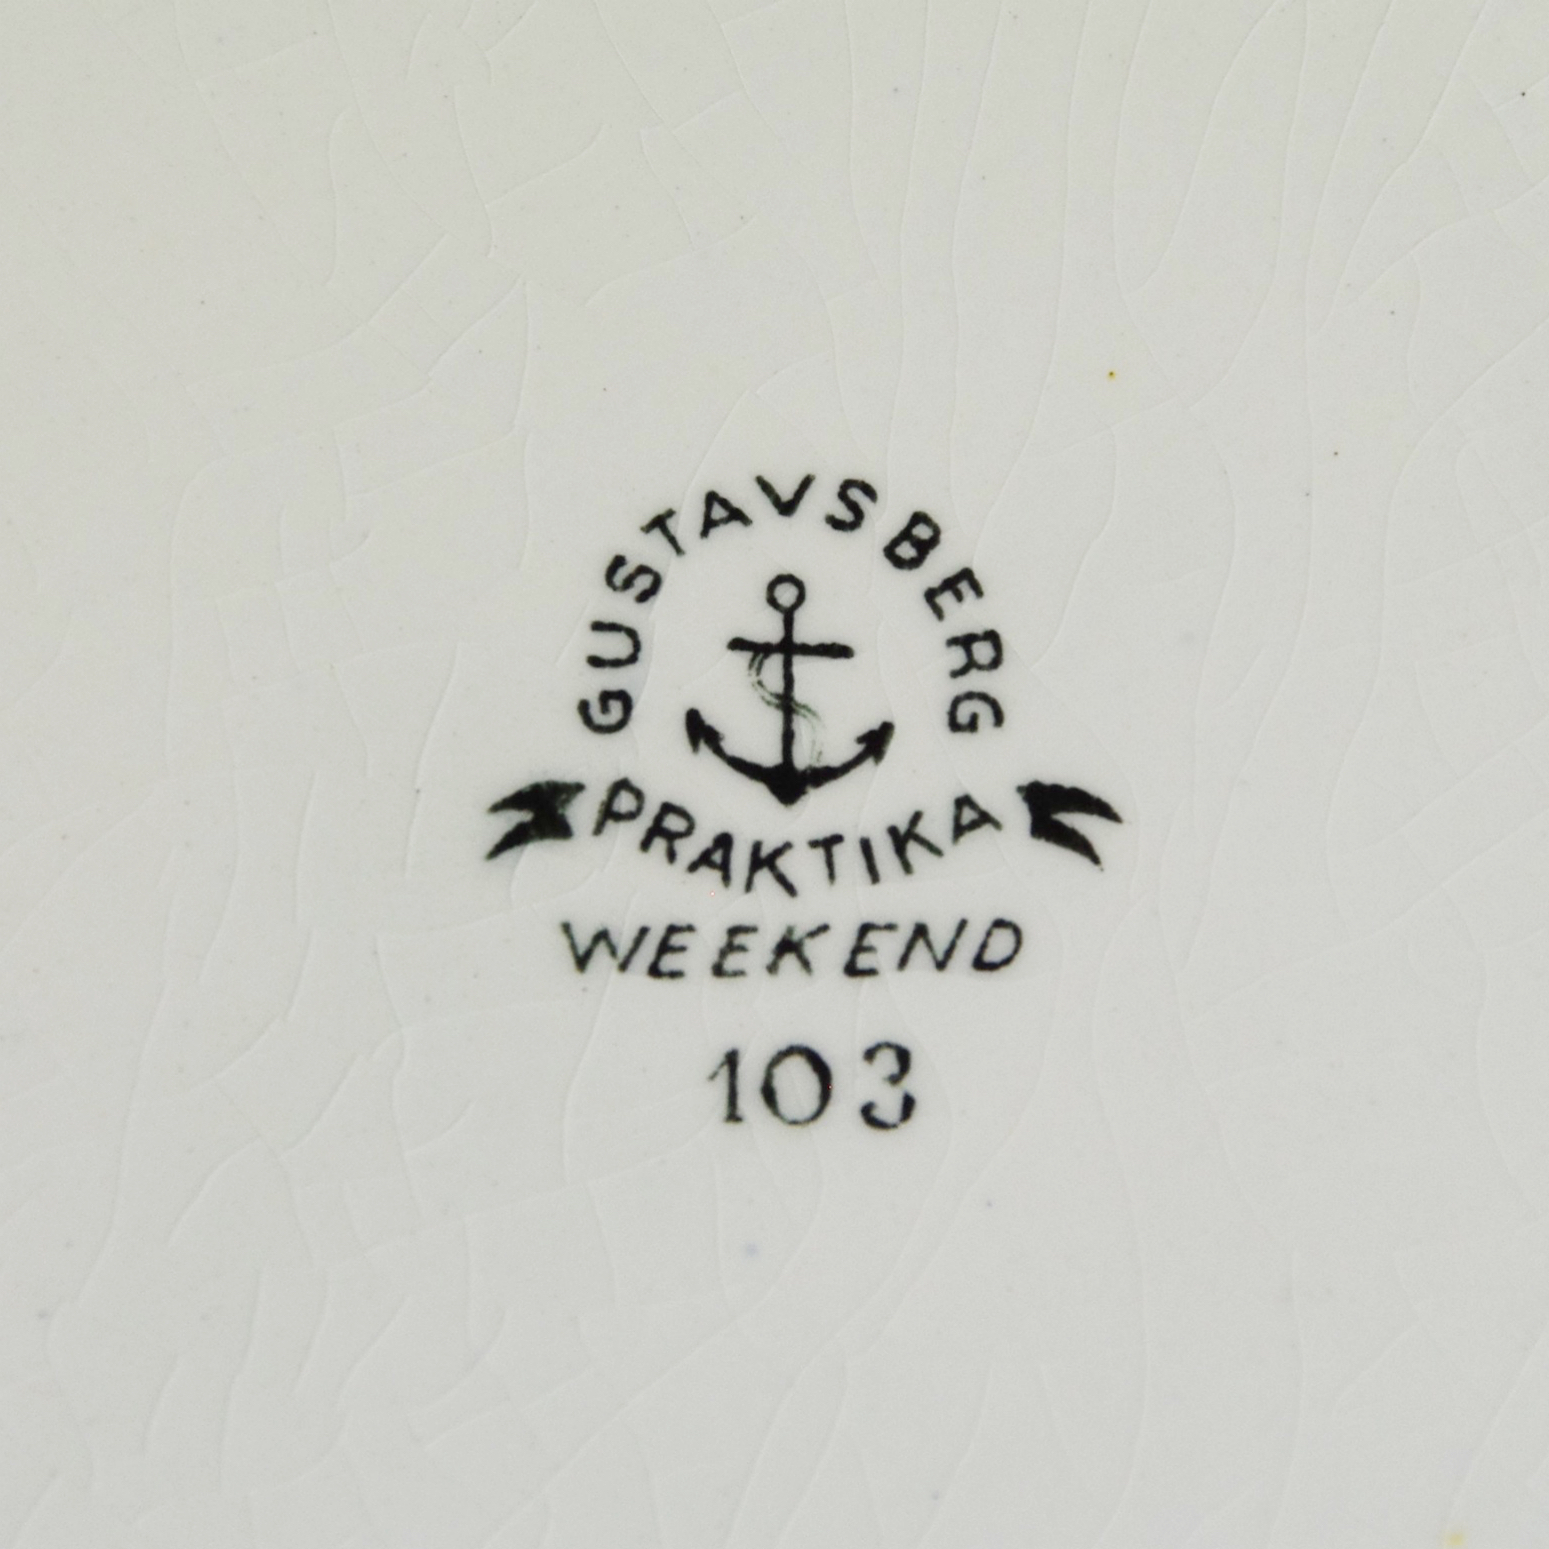 GUSTAVSBERG
PRAKTIKA
WEEKEND
103